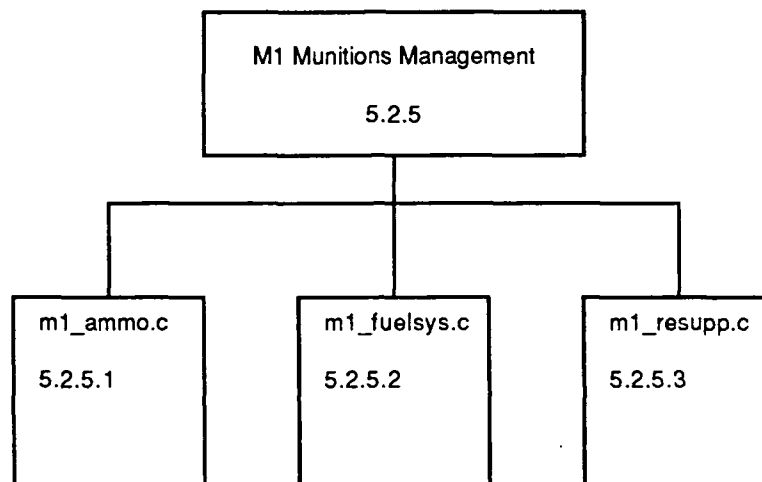 M1 Munitions Management
5.2.5
m1_ammo.c
5.2.5.1
m1_fuelsys.c
5.2.5.2
m1_resupp.c
5.2.5.3